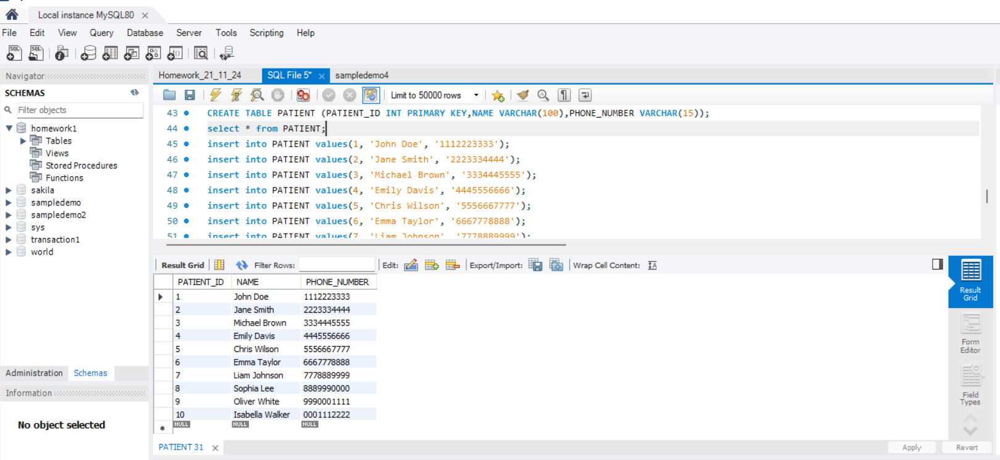 Local instance MySQL80 ×
File Edit View Query Database Server Tools Scripting Help
Navigator
SCHEMAS
Filter objects
homework1
Tables
Views
Stored Procedures
Functions
sakila
sampledemo
sampledemo2
sys
transaction1
world
Administration Schemas
Information
No object selected
Homework_21_11_24 SQL File 5* × sampledemo4
Limit to 50000 rows
43 CREATE TABLE PATIENT (PATIENT_ID INT PRIMARY KEY,NAME VARCHAR(100),PHONE_NUMBER VARCHAR(15));
44 select * from PATIENT;
45 insert into PATIENT values(1, 'John Doe', '1112223333');
46 insert into PATIENT values(2, 'Jane Smith', '2223334444');
47 insert into PATIENT values(3, 'Michael Brown', '3334445555');
48 insert into PATIENT values(4, 'Emily Davis', '4445556666');
49 insert into PATIENT values(5, 'Chris Wilson', '5556667777');
50 insert into PATIENT values(6, 'Emma Taylor', '6667778888');
51 insert into PATIENT values(7, 'Liam Johnson', '7778889999');
Result Grid Filter Rows: Edit: Export/Import: Wrap Cell Content:
PATIENT_ID NAME PHONE_NUMBER
1 John Doe 1112223333
2 Jane Smith 2223334444
3 Michael Brown 3334445555
4 Emily Davis 4445556666
5 Chris Wilson 5556667777
6 Emma Taylor 6667778888
7 Liam Johnson 7778889999
8 Sophia Lee 8889990000
9 Oliver White 9990001111
10 Isabella Walker 0001112222
NULL NULL NULL
Result
Grid
Form
Editor
Field
Types
PATIENT 31 ×
Apply Revert